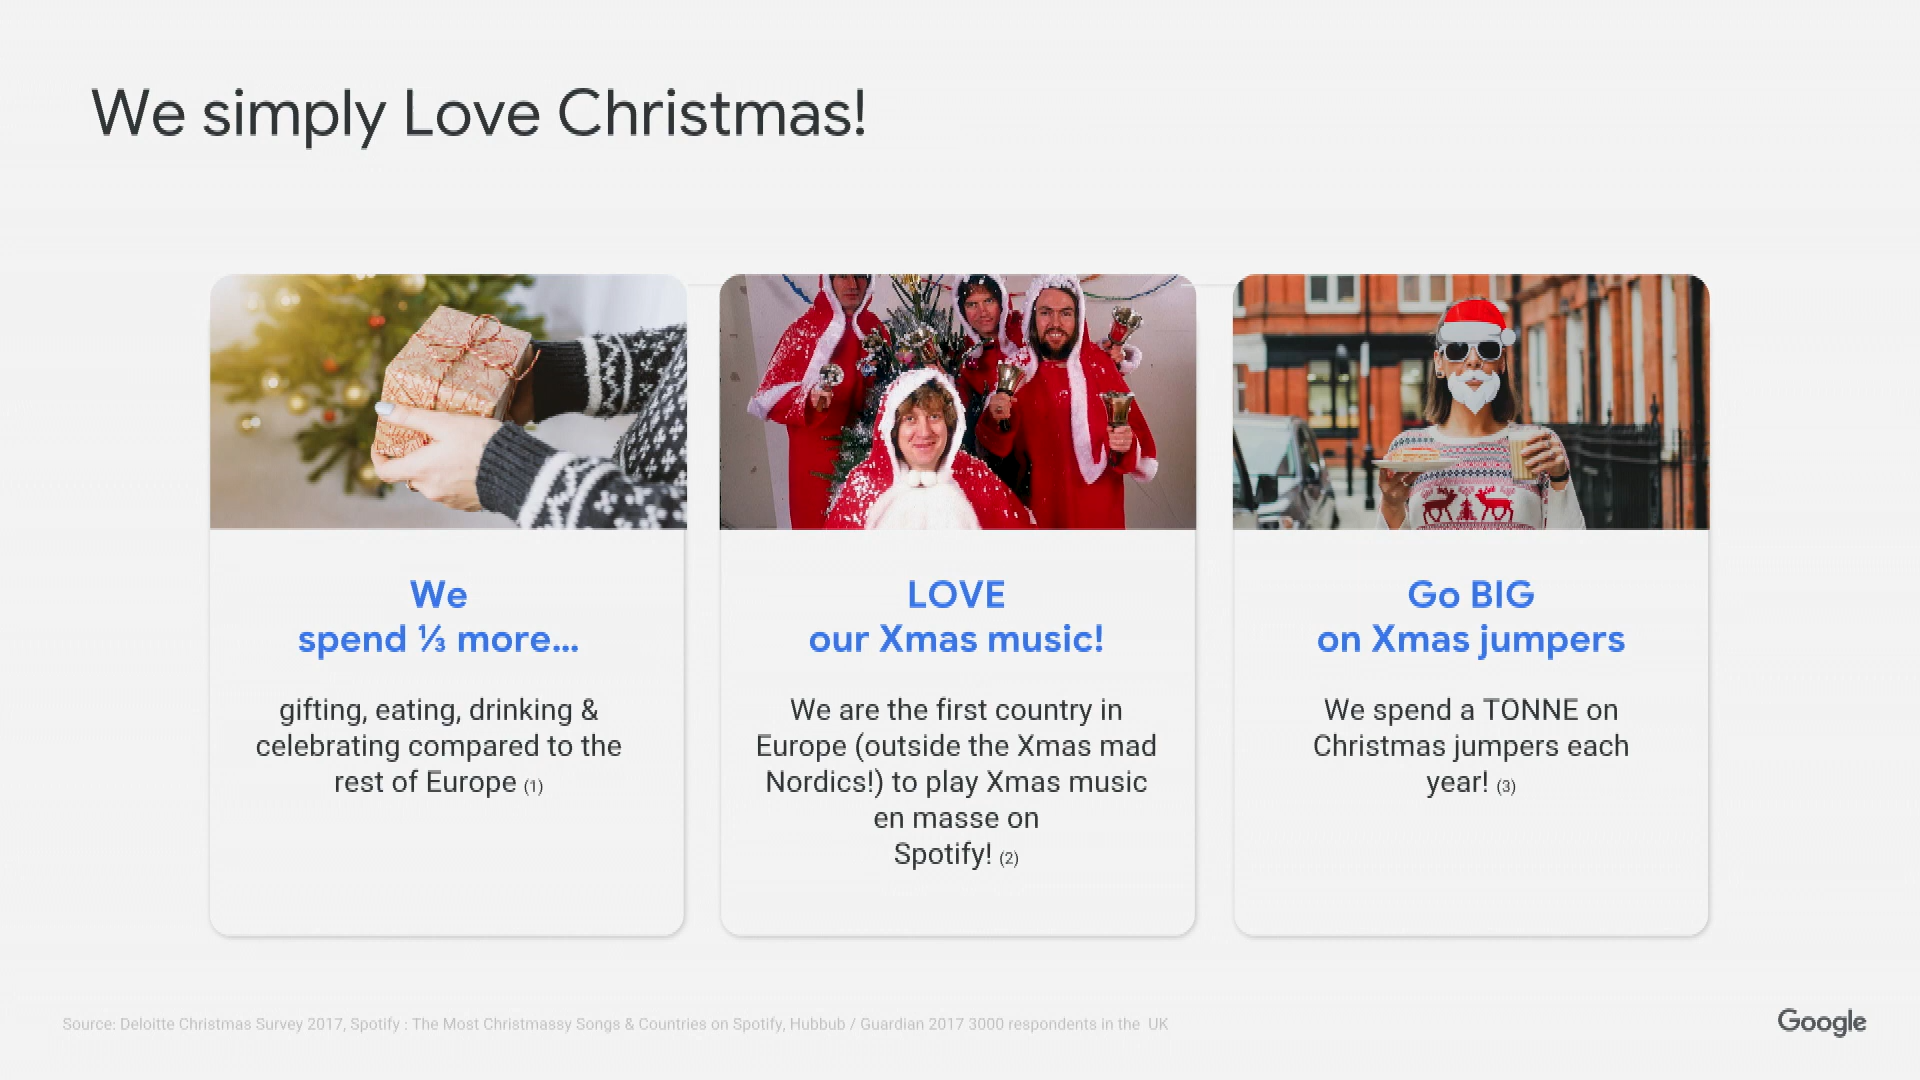 We simply Love Christmas!
We
spend ⅓ more...
gifting, eating, drinking &
celebrating compared to the
rest of Europe (1)
LOVE
our Xmas music!
We are the first country in
Europe (outside the Xmas mad
Nordics!) to play Xmas music
en masse on
Spotify! (2)
Go BIG
on Xmas jumpers
We spend a TONNE on
Christmas jumpers each
year! (3)
Source: Deloitte Christmas Survey 2017, Spotify : The Most Christmassy Songs & Countries on Spotify, Hubbub / Guardian 2017 3000 respondents in the UK
Google